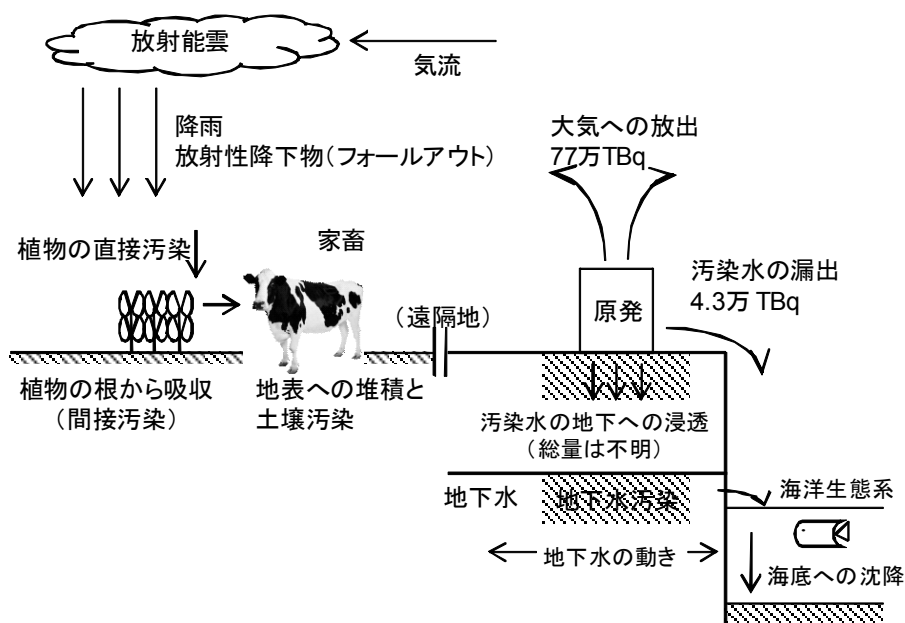 放射能雲
気流
降雨
放射性降下物(フォールアウト)
大気への放出
77万TBq
植物の直接汚染
家畜
(遠隔地)
原発
汚染水の漏出
4.3万 TBq
植物の根から吸収
(間接汚染)
地表への堆積と
土壌汚染
汚染水の地下への浸透
(総量は不明)
地下水
地下水汚染
海洋生態系
地下水の動き
海底への沈降